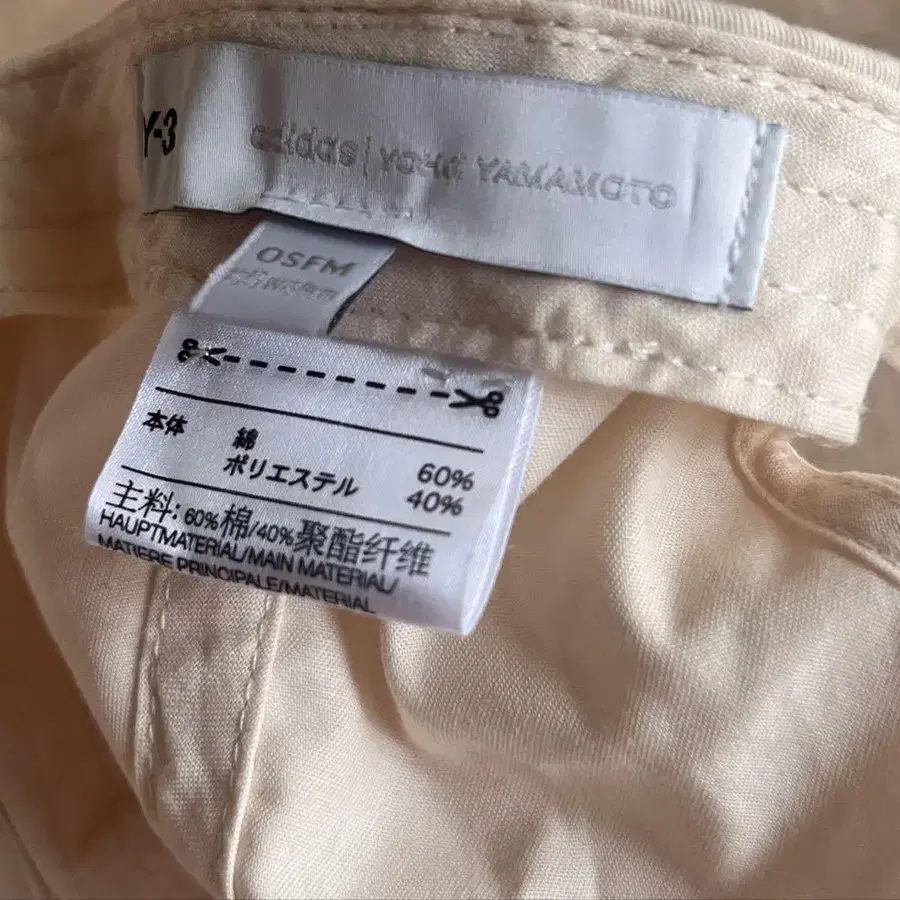 Y-3 adidas | YOHJI YAMAMOTO
OSFM
本体 綿 60%
ポリエステル 40%
主料: 60%棉/40%聚酯纤维
HAUPTMATERIAL/MAIN MATERIAL/
MATIERE PRINCIPALE/MATERIAL